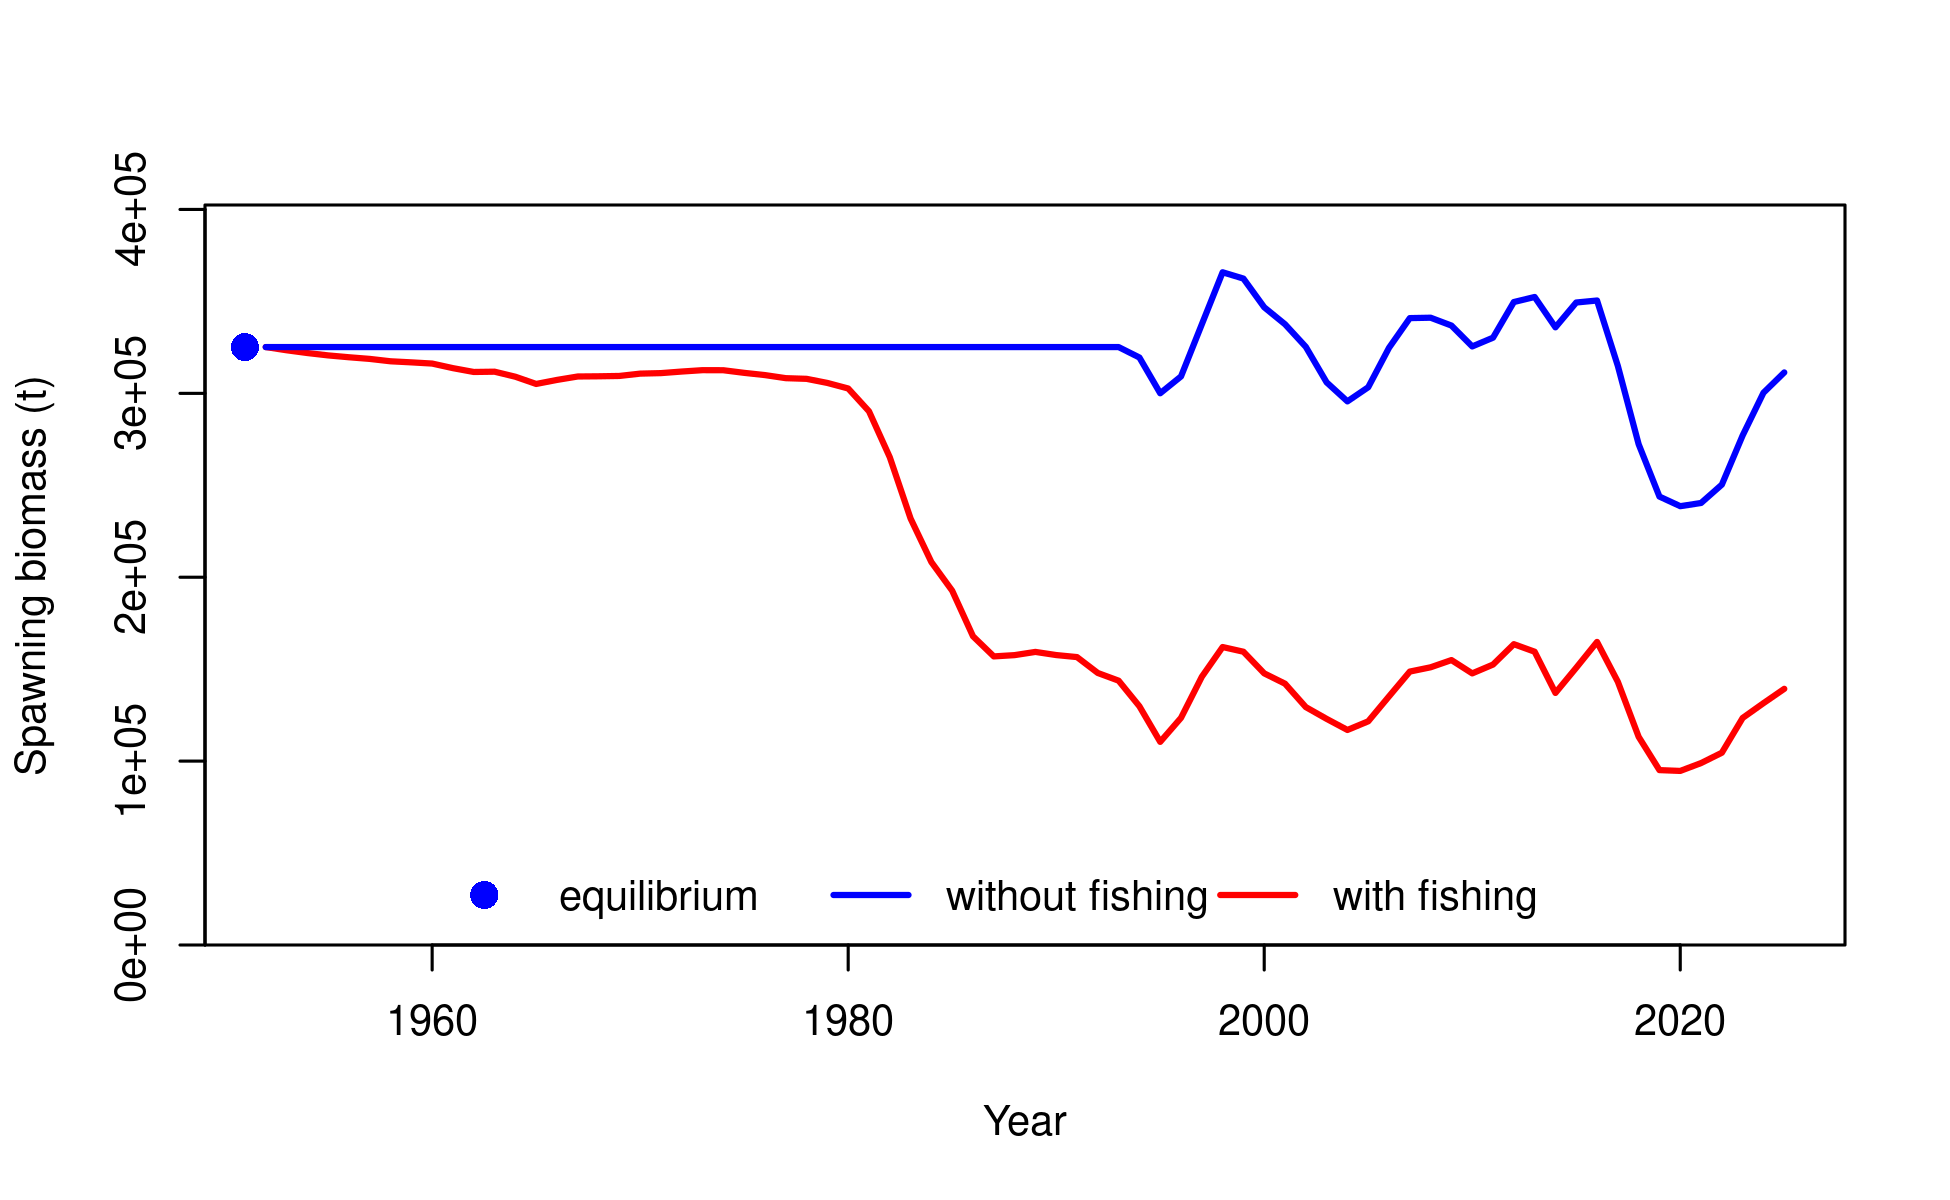 4e+05
3e+05
2e+05
1e+05
0e+00
Spawning biomass (t)
equilibrium without fishing with fishing
1960 1980 2000 2020
Year